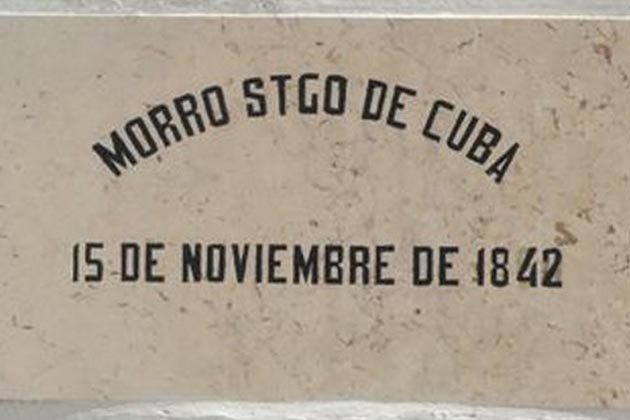 MORRO STGO DE CUBA
15 DE NOVIEMBRE DE 1842